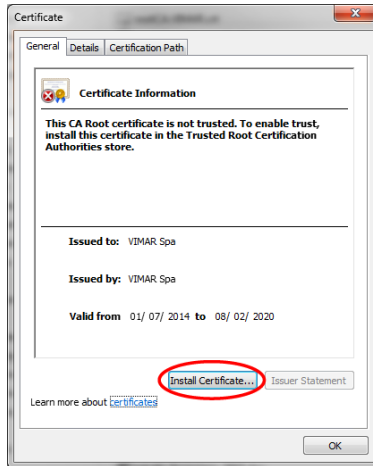 Certificate
General Details Certification Path
Certificate Information
This CA Root certificate is not trusted. To enable trust,
install this certificate in the Trusted Root Certification
Authorities store.
Issued to: VIMAR Spa
Issued by: VIMAR Spa
Valid from 01/ 07/ 2014 to 08/ 02/ 2020
Install Certificate... Issuer Statement
Learn more about certificates
OK